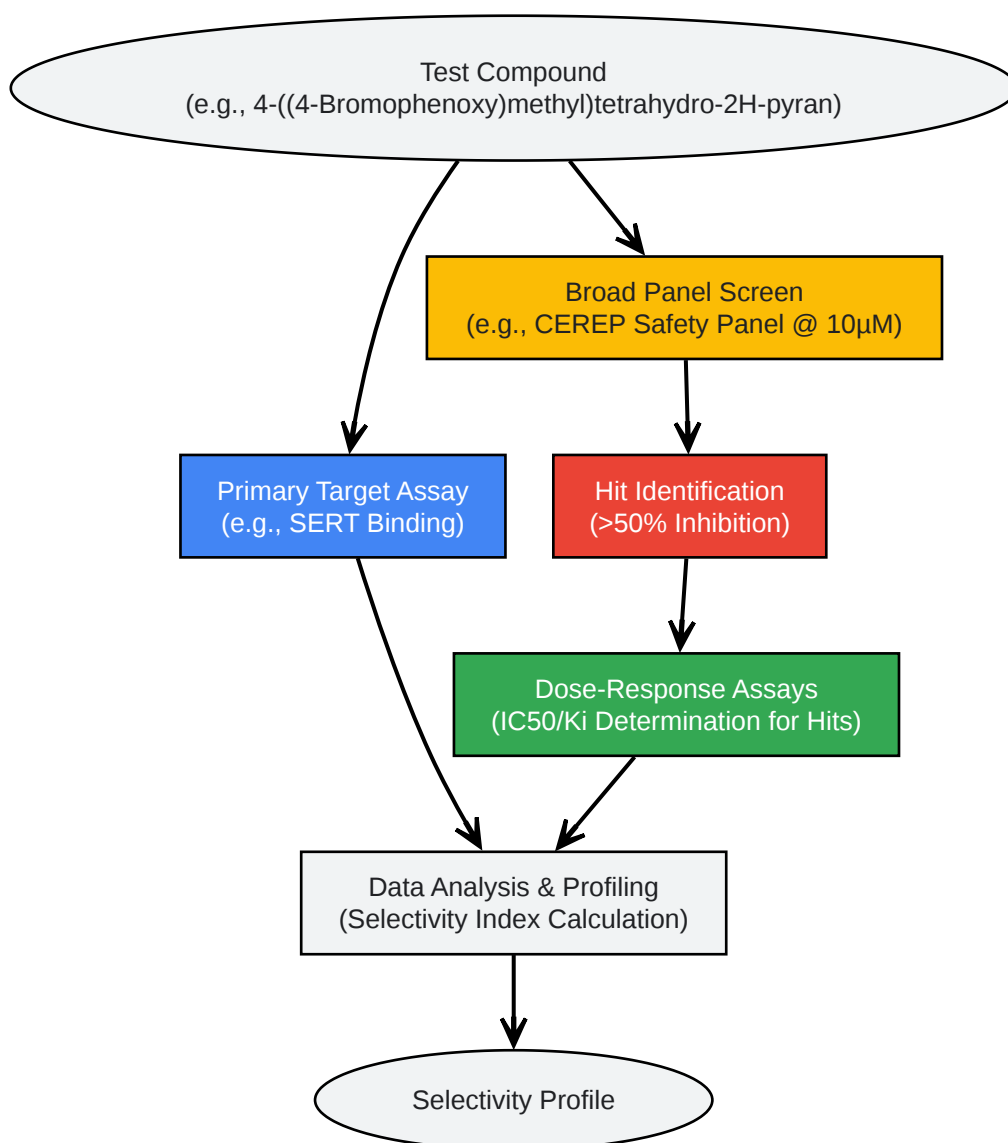 Test Compound
(e.g., 4-((4-Bromophenoxy)methyl)tetrahydro-2H-pyran)
Broad Panel Screen
(e.g., CEREP Safety Panel @ 10µM)
Primary Target Assay
(e.g., SERT Binding)
Hit Identification
(>50% Inhibition)
Dose-Response Assays
(IC50/Ki Determination for Hits)
Data Analysis & Profiling
(Selectivity Index Calculation)
Selectivity Profile